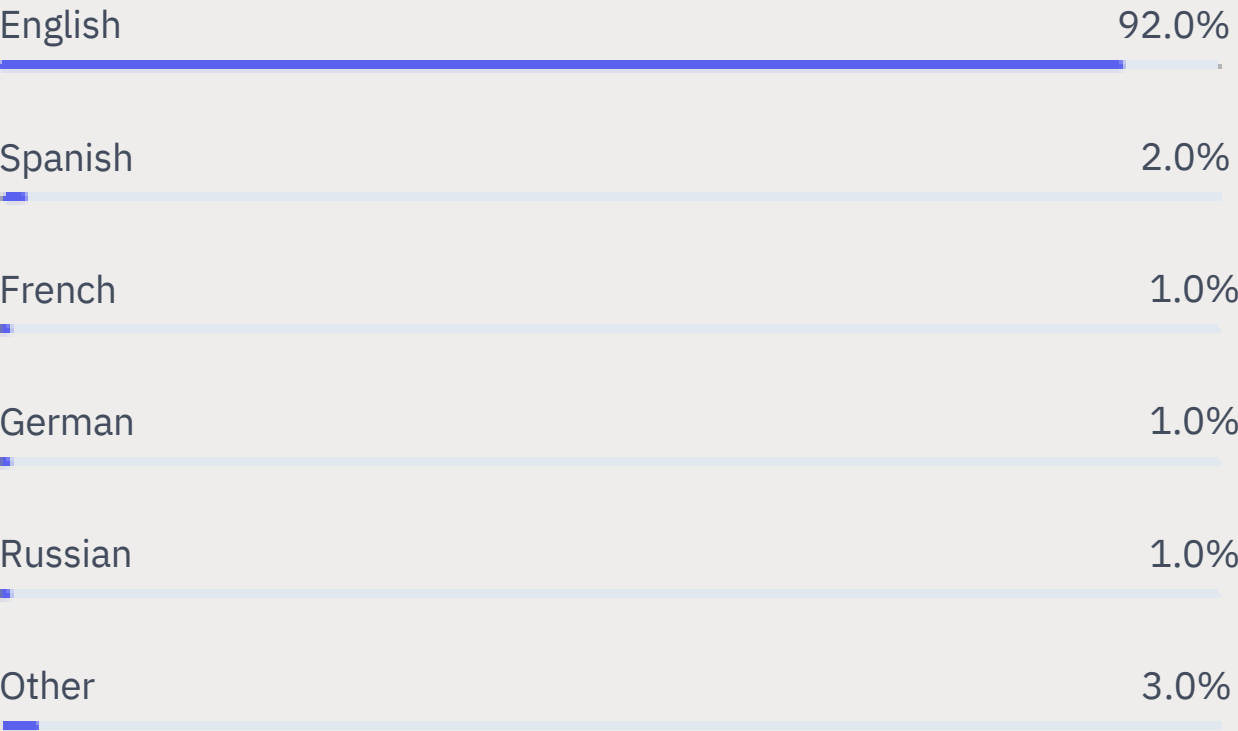 English 92.0%
Spanish 2.0%
French 1.0%
German 1.0%
Russian 1.0%
Other 3.0%